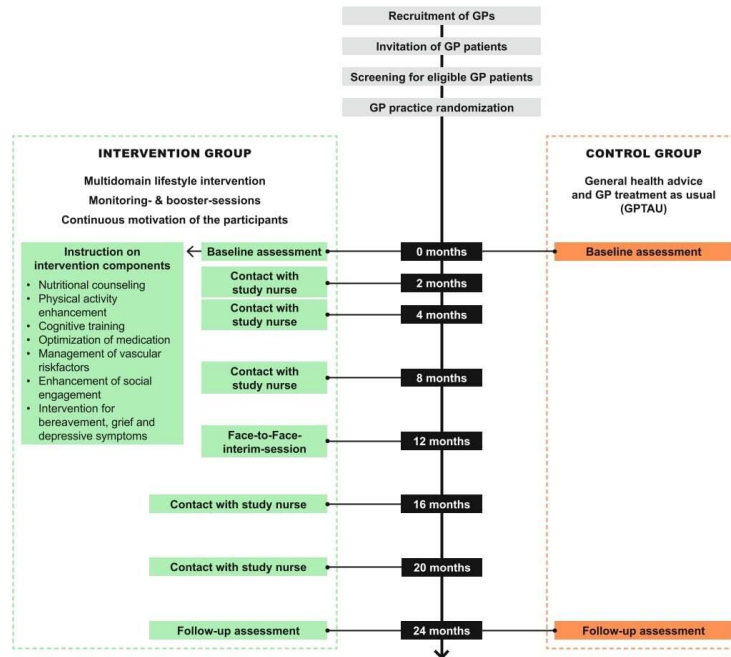 Recruitment of GPs
Invitation of GP patients
Screening for eligible GP patients
GP practice randomization
INTERVENTION GROUP
Multidomain lifestyle intervention
Monitoring- & booster-sessions
Continuous motivation of the participants
CONTROL GROUP
General health advice
and GP treatment as usual
(GPTAU)
Instruction on
intervention components
• Nutritional counseling
• Physical activity
enhancement
• Cognitive training
• Optimization of medication
• Management of vascular
riskfactors
• Enhancement of social
engagement
• Intervention for
bereavement, grief and
depressive symptoms
Baseline assessment
0 months
Baseline assessment
Contact with
study nurse
2 months
Contact with
study nurse
4 months
Contact with
study nurse
8 months
Face-to-Face-
interim-session
12 months
Contact with study nurse
16 months
Contact with study nurse
20 months
Follow-up assessment
24 months
Follow-up assessment